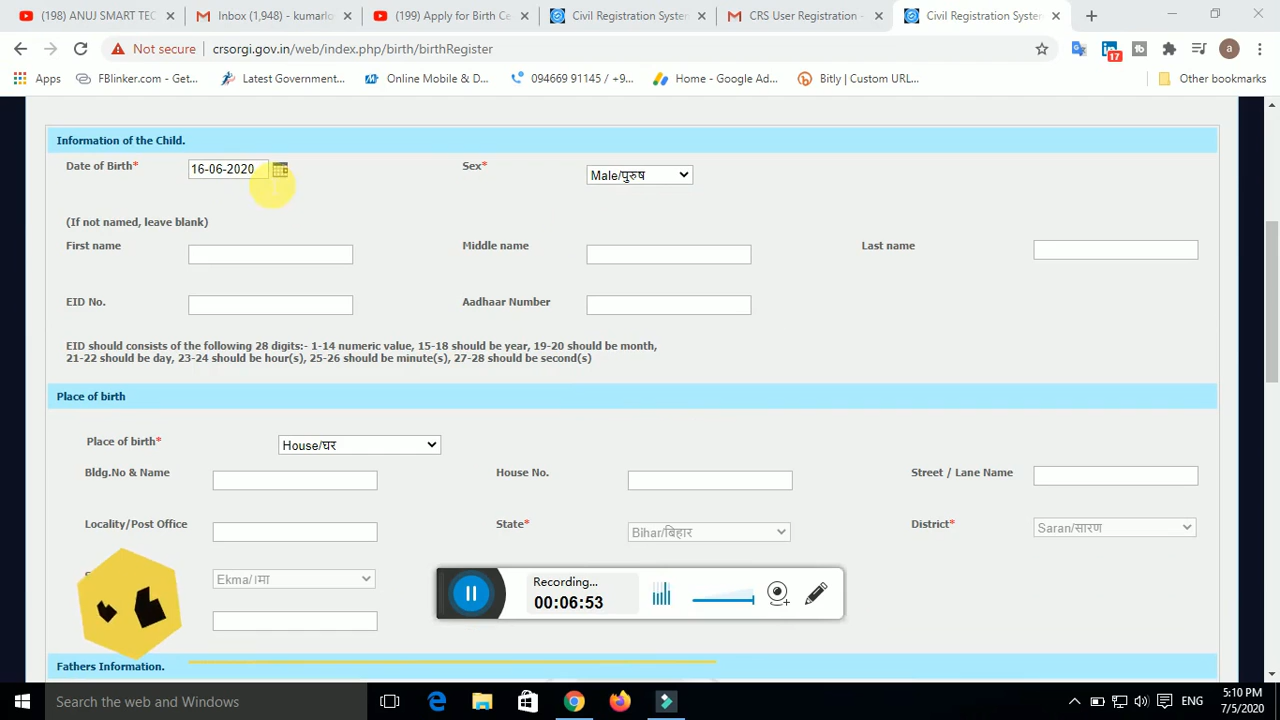 (198) ANUJ SMART TEC
Inbox (1,948) - kumarlo
(199) Apply for Birth Ce
Civil Registration System
CRS User Registration -
Civil Registration System
Not secure
crsorgi.gov.in/web/index.php/birth/birthRegister
17
a
Apps
FBlinker.com - Get...
Latest Government...
Online Mobile & D...
094669 91145 / +9...
Home - Google Ad...
Bitly | Custom URL...
Other bookmarks
Information of the Child.
Date of Birth*
16-06-2020
Sex*
Male/पुरुष
(If not named, leave blank)
First name
Middle name
Last name
EID No.
Aadhaar Number
EID should consists of the following 28 digits:- 1-14 numeric value, 15-18 should be year, 19-20 should be month,
21-22 should be day, 23-24 should be hour(s), 25-26 should be minute(s), 27-28 should be second(s)
Place of birth
Place of birth*
House/घर
Bldg.No & Name
House No.
Street / Lane Name
Locality/Post Office
State*
Bihar/बिहार
District*
Saran/सारण
Ekma/।मा
Recording...
00:06:53
Fathers Information.
Search the web and Windows
ENG
5:10 PM
7/5/2020